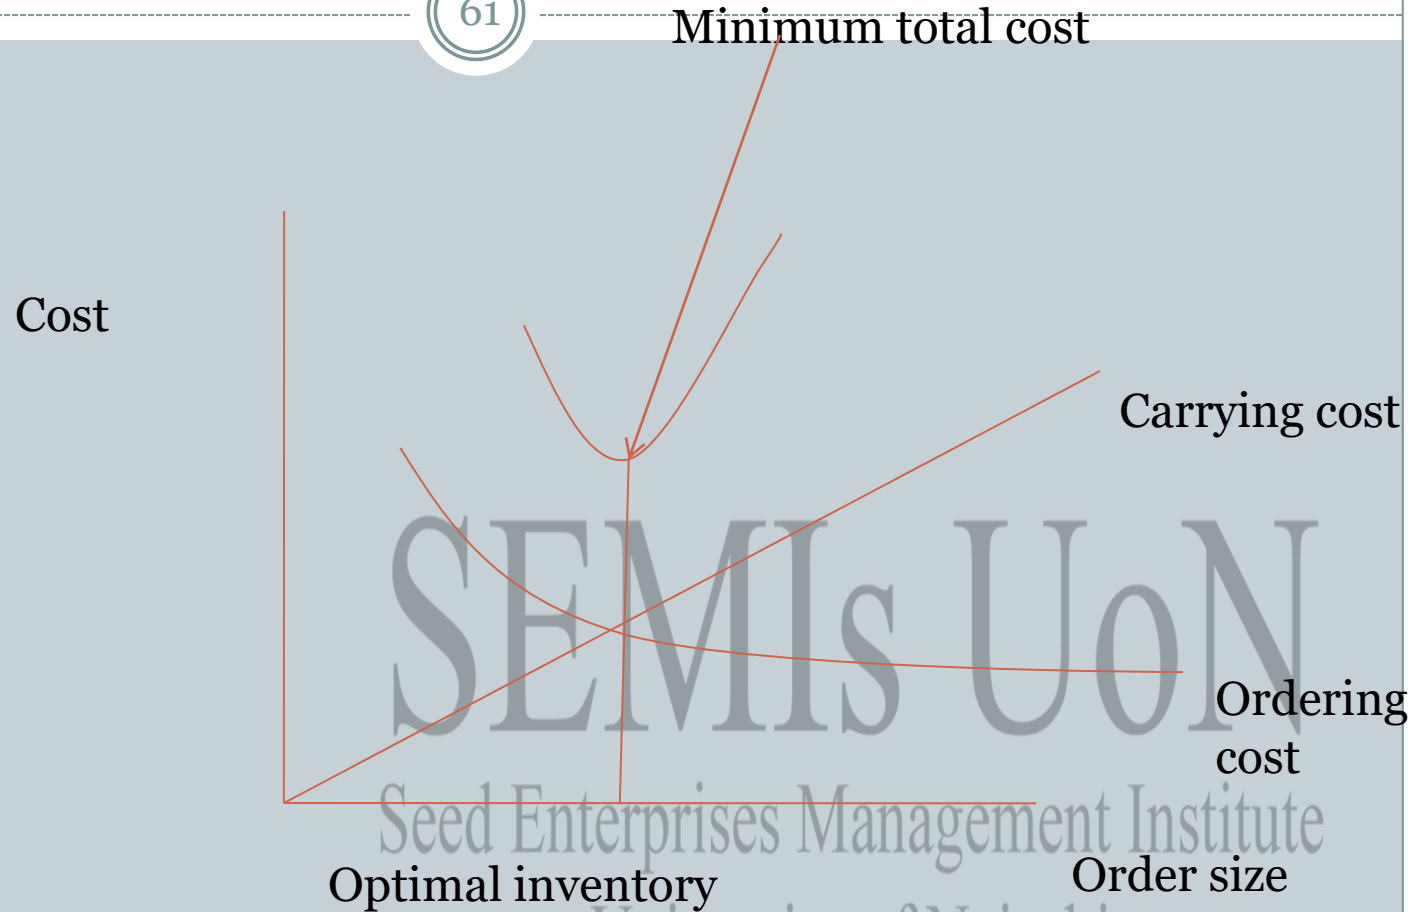 61
Minimum total cost
Cost
Carrying cost
SEMIs UoN
Ordering
cost
Seed Enterprises Management Institute
Optimal inventory
Order size